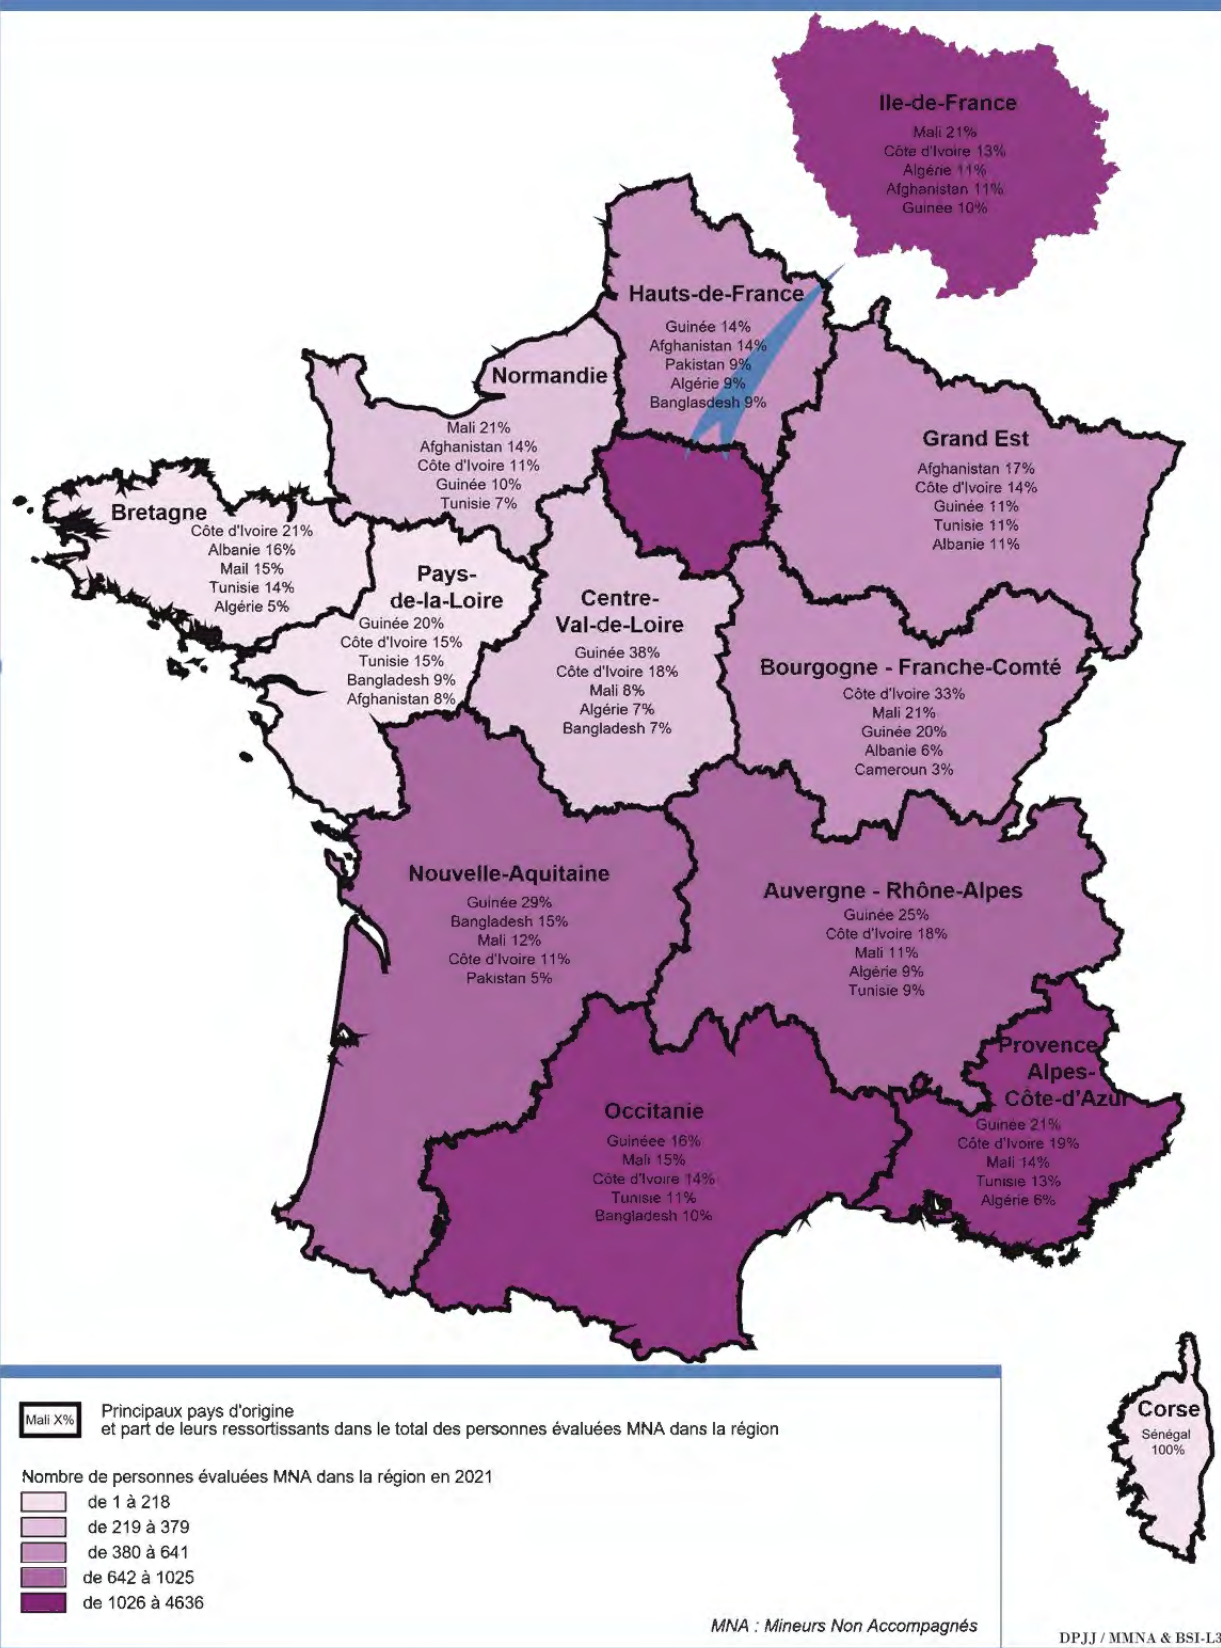 Ile-de-France
Mali 21%
Côte d'Ivoire 13%
Algérie 11%
Afghanistan 11%
Guinée 10%
Hauts-de-France
Guinée 14%
Afghanistan 14%
Pakistan 9%
Algérie 9%
Banglasdesh 9%
Normandie
Mali 21%
Afghanistan 14%
Côte d'Ivoire 11%
Guinée 10%
Tunisie 7%
Grand Est
Afghanistan 17%
Côte d'Ivoire 14%
Guinée 11%
Tunisie 11%
Albanie 11%
Bretagne
Côte d'Ivoire 21%
Albanie 16%
Mail 15%
Tunisie 14%
Algérie 5%
Pays-
de-la-Loire
Guinée 20%
Côte d'Ivoire 15%
Tunisie 15%
Bangladesh 9%
Afghanistan 8%
Centre-
Val-de-Loire
Guinée 38%
Côte d'Ivoire 18%
Mali 8%
Algérie 7%
Bangladesh 7%
Bourgogne - Franche-Comté
Côte d'Ivoire 33%
Mali 21%
Guinée 20%
Albanie 6%
Cameroun 3%
Nouvelle-Aquitaine
Guinée 29%
Bangladesh 15%
Mali 12%
Côte d'Ivoire 11%
Pakistan 5%
Auvergne - Rhône-Alpes
Guinée 25%
Côte d'Ivoire 18%
Mali 11%
Algérie 9%
Tunisie 9%
Provence
Alpes-
Côte-d'Azur
Guinée 21%
Côte d'Ivoire 19%
Mali 14%
Tunisie 13%
Algérie 6%
Occitanie
Guinéee 16%
Mali 15%
Côte d'Ivoire 14%
Tunisie 11%
Bangladesh 10%
Corse
Sénégal
100%
Mali X%
Principaux pays d'origine
et part de leurs ressortissants dans le total des personnes évaluées MNA dans la région
Nombre de personnes évaluées MNA dans la région en 2021
de 1 à 218
de 219 à 379
de 380 à 641
de 642 à 1025
de 1026 à 4636
MNA : Mineurs Non Accompagnés
DPJJ / MMNA & BSI-L3